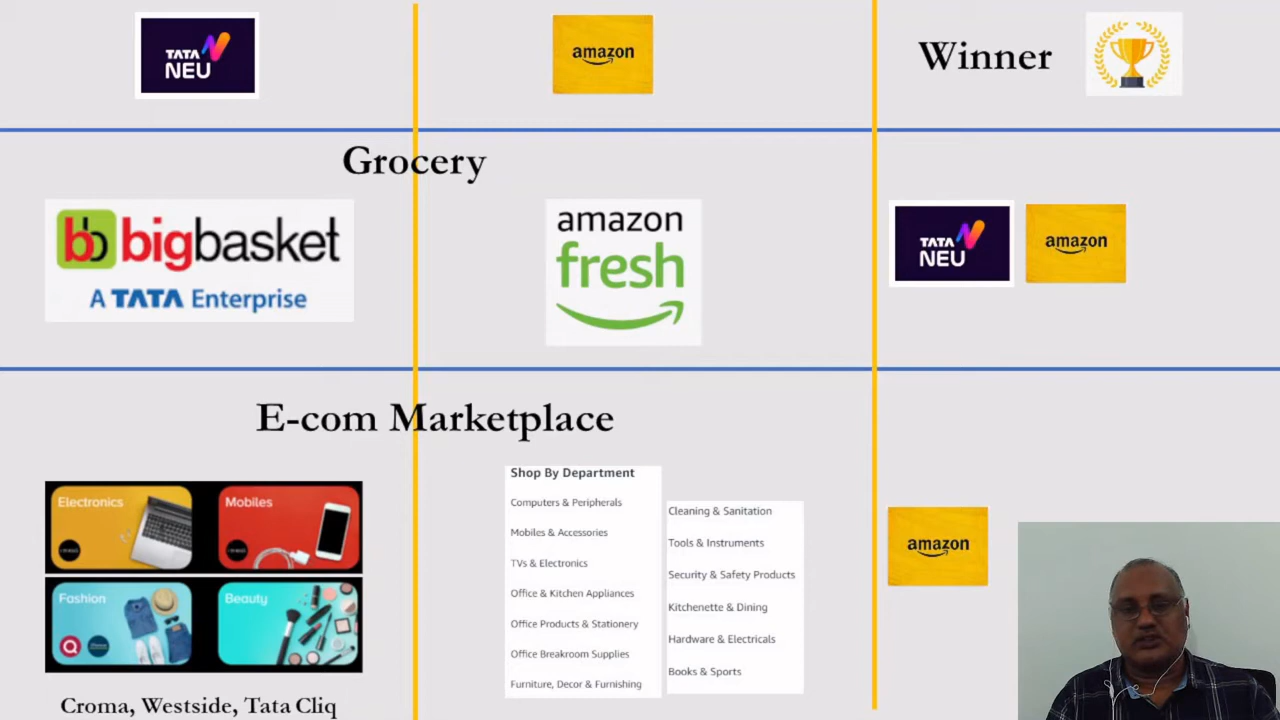 TATA
NEU
amazon
Winner
Grocery
bb bigbasket
A TATA Enterprise
amazon
fresh
TATA
NEU
amazon
E-com Marketplace
Electronics
Mobiles
Fashion
Beauty
Croma, Westside, Tata Cliq
Shop By Department
Computers & Peripherals
Mobiles & Accessories
TVs & Electronics
Office & Kitchen Appliances
Office Products & Stationery
Office Breakroom Supplies
Furniture, Decor & Furnishing
Cleaning & Sanitation
Tools & Instruments
Security & Safety Products
Kitchenette & Dining
Hardware & Electricals
Books & Sports
amazon